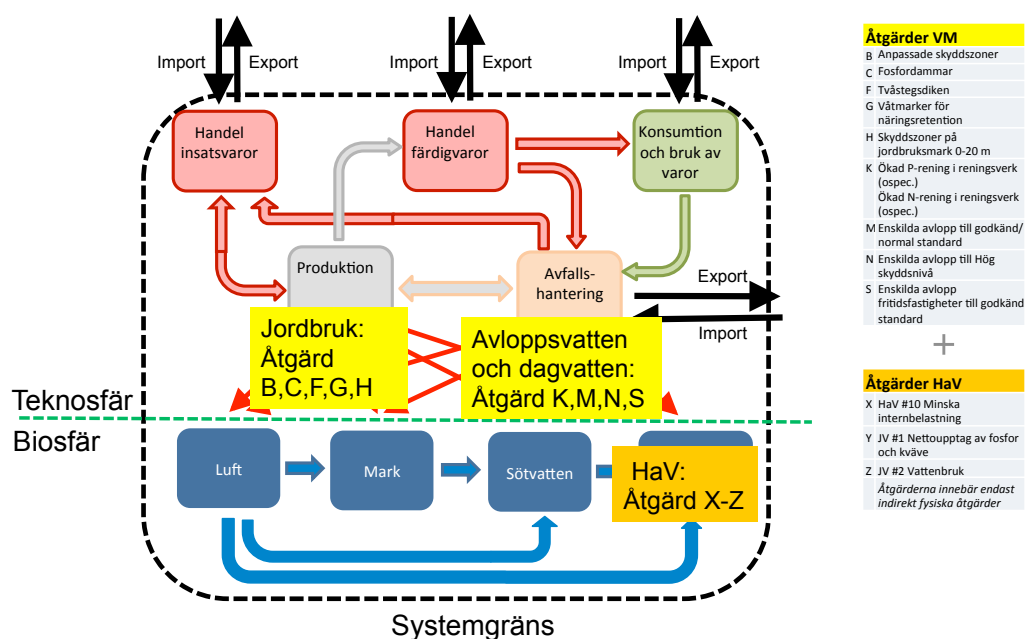 Import
Export
Import
Export
Import
Export
Handel
insatsvaror
Handel
färdigvaror
Konsumtion
och bruk av
varor
Produktion
Avfalls-
hantering
Export
Import
Jordbruk:
Åtgärd
B,C,F,G,H
Avloppsvatten
och dagvatten:
Åtgärd K,M,N,S
Teknosfär
Biosfär
Luft
Mark
Sötvatten
HaV:
Åtgärd X-Z
Systemgräns
Åtgärder VM
B Anpassade skyddszoner
C Fosfordammar
F Tvåstegsdiken
G Våtmarker för
näringsretention
H Skyddszoner på
jordbruksmark 0-20 m
K Ökad P-rening i reningsverk
(ospec.)
Ökad N-rening i reningsverk
(ospec.)
M Enskilda avlopp till godkänd/
normal standard
N Enskilda avlopp till Hög
skyddsnivå
S Enskilda avlopp
fritidsfastigheter till godkänd
standard
+
Åtgärder HaV
X HaV #10 Minska
internbelastning
Y JV #1 Nettoupptag av fosfor
och kväve
Z JV #2 Vattenbruk
Åtgärderna innebär endast
indirekt fysiska åtgärder